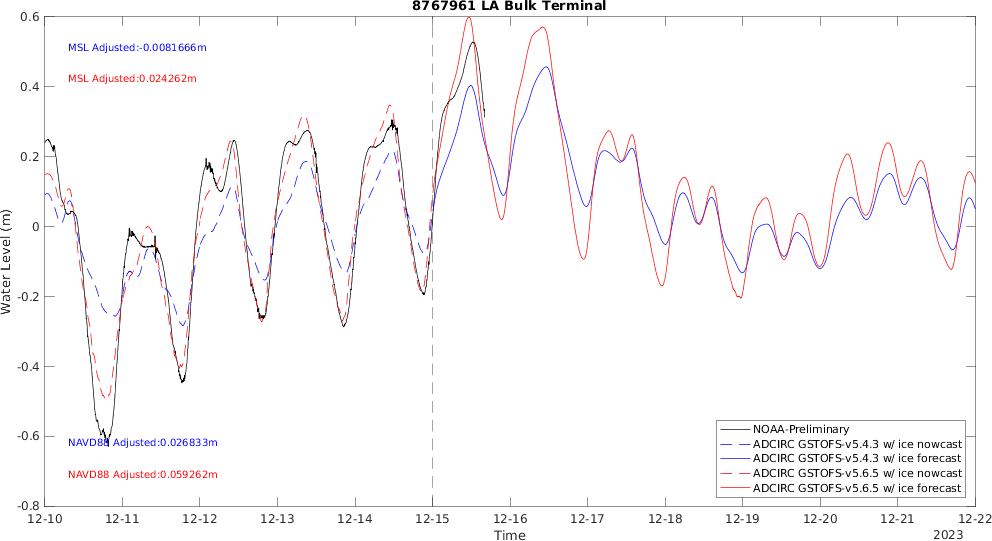 8767961 LA Bulk Terminal
0.6
0.4
0.2
0
-0.2
-0.4
-0.6
-0.8
Water Level (m)
MSL Adjusted:-0.0081666m
MSL Adjusted:0.024262m
NAVD88 Adjusted:0.026833m
NAVD88 Adjusted:0.059262m
NOAA-Preliminary
ADCIRC GSTOFS-v5.4.3 w/ ice nowcast
ADCIRC GSTOFS-v5.4.3 w/ ice forecast
ADCIRC GSTOFS-v5.6.5 w/ ice nowcast
ADCIRC GSTOFS-v5.6.5 w/ ice forecast
12-10 12-11 12-12 12-13 12-14 12-15 12-16 12-17 12-18 12-19 12-20 12-21 12-22
Time
2023